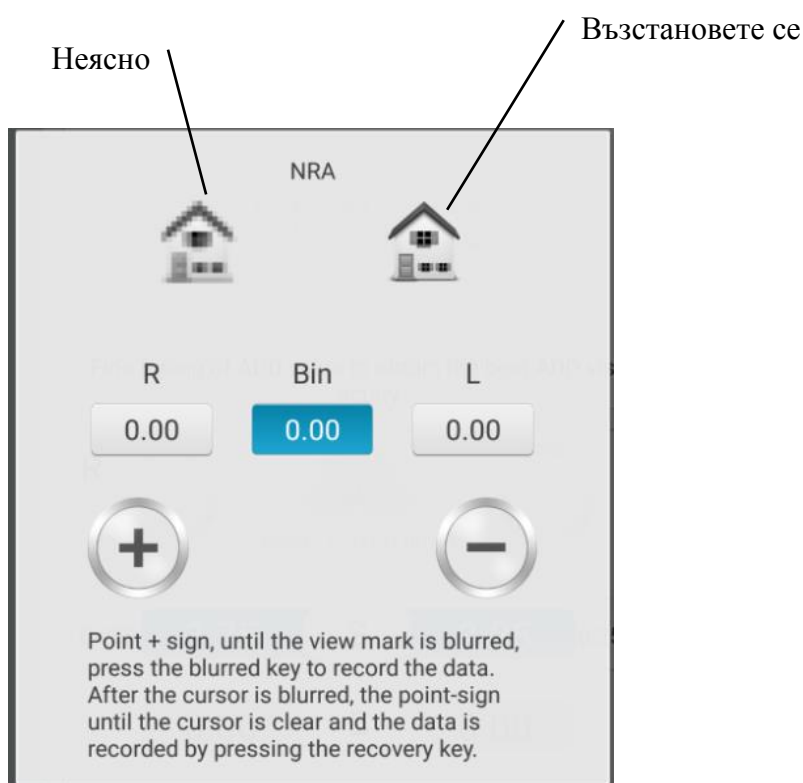 Възстановете се
Неясно
NRA
R Bin L
0.00 0.00 0.00
Point + sign, until the view mark is blurred,
press the blurred key to record the data.
After the cursor is blurred, the point-sign
until the cursor is clear and the data is
recorded by pressing the recovery key.